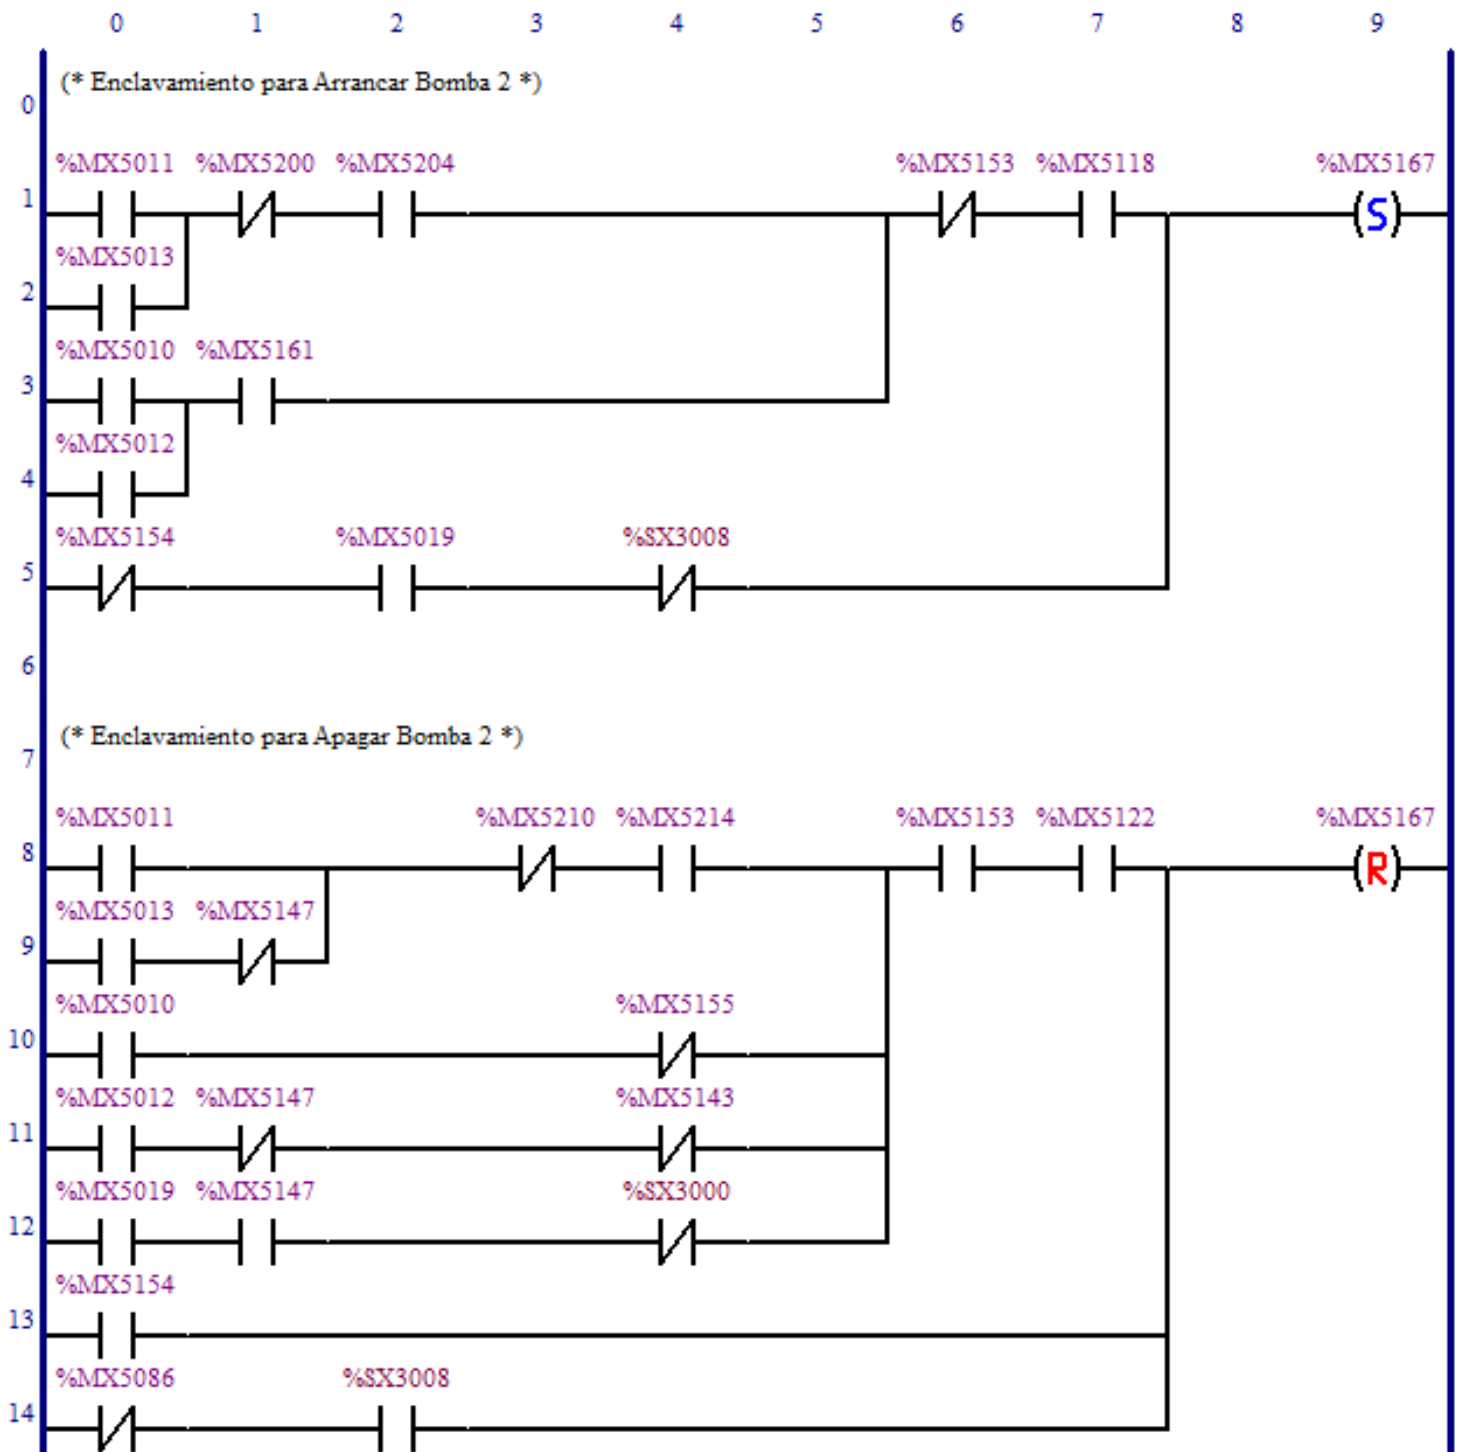 0 1 2 3 4 5 6 7 8 9
(* Enclavamiento para Arrancar Bomba 2 *)
0
%MX5011 %MX5200 %MX5204 %MX5153 %MX5118 %MX5167
1 (S)
%MX5013
2
%MX5010 %MX5161
3
%MX5012
4
%MX5154 %MX5019 %SX3008
5
6
(* Enclavamiento para Apagar Bomba 2 *)
7
%MX5011 %MX5210 %MX5214 %MX5153 %MX5122 %MX5167
8 (R)
%MX5013 %MX5147
9
%MX5010 %MX5155
10
%MX5012 %MX5147 %MX5143
11
%MX5019 %MX5147 %SX3000
12
%MX5154
13
%MX5086 %SX3008
14